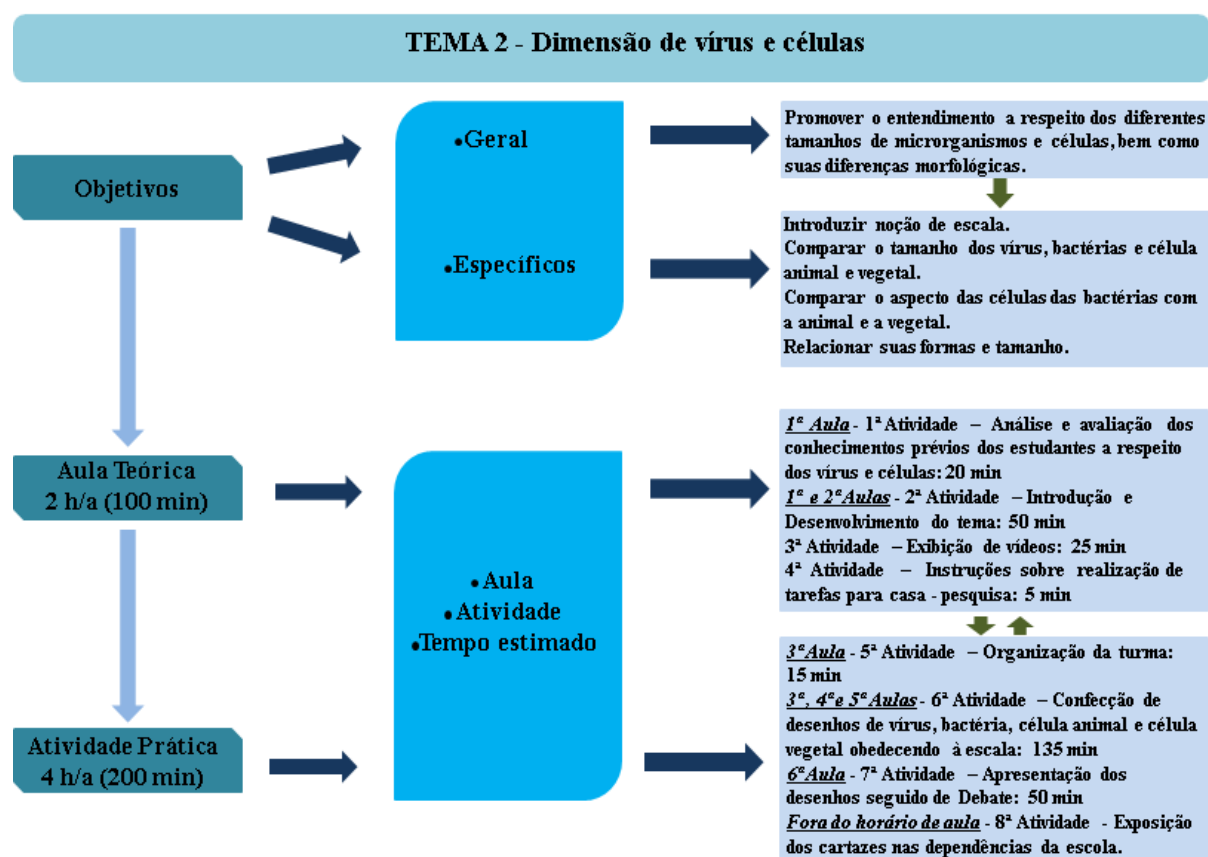 TEMA 2 - Dimensão de vírus e células
Objetivos
•Geral
•Específicos
Promover o entendimento a respeito dos diferentes
tamanhos de microrganismos e células, bem como
suas diferenças morfológicas.
Introduzir noção de escala.
Comparar o tamanho dos vírus, bactérias e célula
animal e vegetal.
Comparar o aspecto das células das bactérias com
a animal e a vegetal.
Relacionar suas formas e tamanho.
Aula Teórica
2 h/a (100 min)
Atividade Prática
4 h/a (200 min)
•Aula
•Atividade
•Tempo estimado
1ª Aula - 1ª Atividade – Análise e avaliação dos
conhecimentos prévios dos estudantes a respeito
dos vírus e células: 20 min
1ª e 2ª Aulas - 2ª Atividade – Introdução e
Desenvolvimento do tema: 50 min
3ª Atividade – Exibição de vídeos: 25 min
4ª Atividade – Instruções sobre realização de
tarefas para casa - pesquisa: 5 min
3ª Aula - 5ª Atividade – Organização da turma:
15 min
3ª, 4ª e 5ª Aulas - 6ª Atividade – Confecção de
desenhos de vírus, bactéria, célula animal e célula
vegetal obedecendo à escala: 135 min
6ª Aula - 7ª Atividade – Apresentação dos
desenhos seguido de Debate: 50 min
Fora do horário de aula - 8ª Atividade - Exposição
dos cartazes nas dependências da escola.